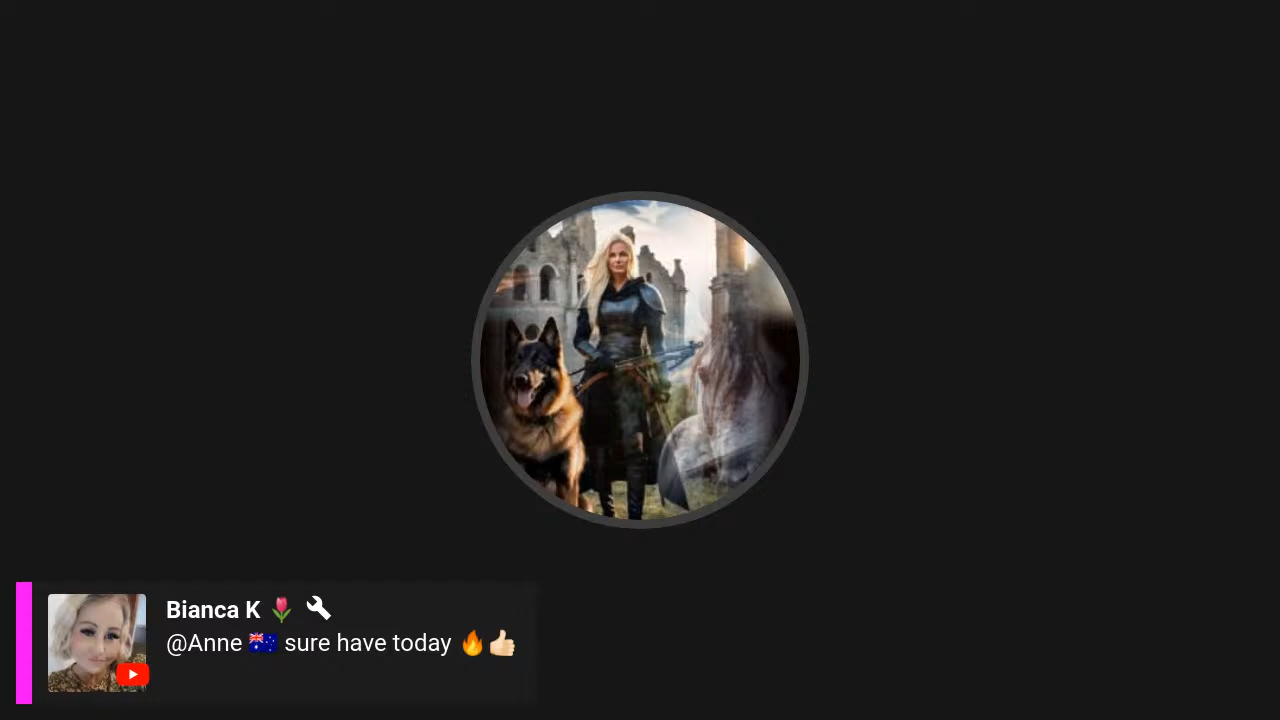 Bianca K 🌷 🔧
@Anne 🇦🇺 sure have today 🔥👍🏻